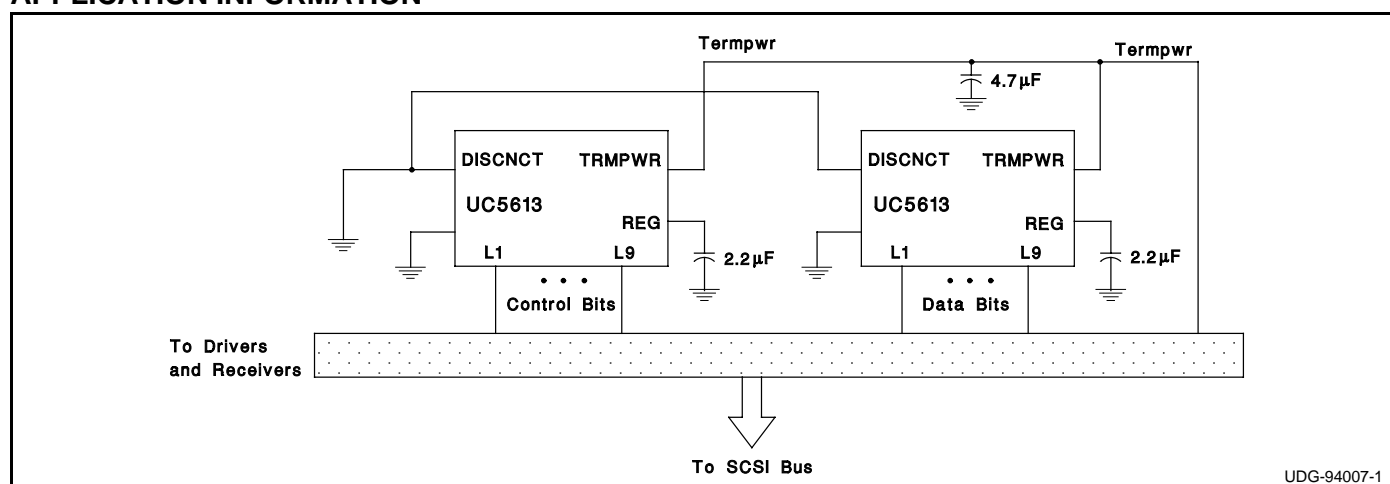 APPLICATION INFORMATION
Termpwr
Termpwr
4.7µF
DISCNCT TRMPWR
UC5613
REG
L1 L9
2.2µF
Control Bits
DISCNCT TRMPWR
UC5613
REG
L1 L9
2.2µF
Data Bits
To Drivers
and Receivers
To SCSI Bus
UDG-94007-1